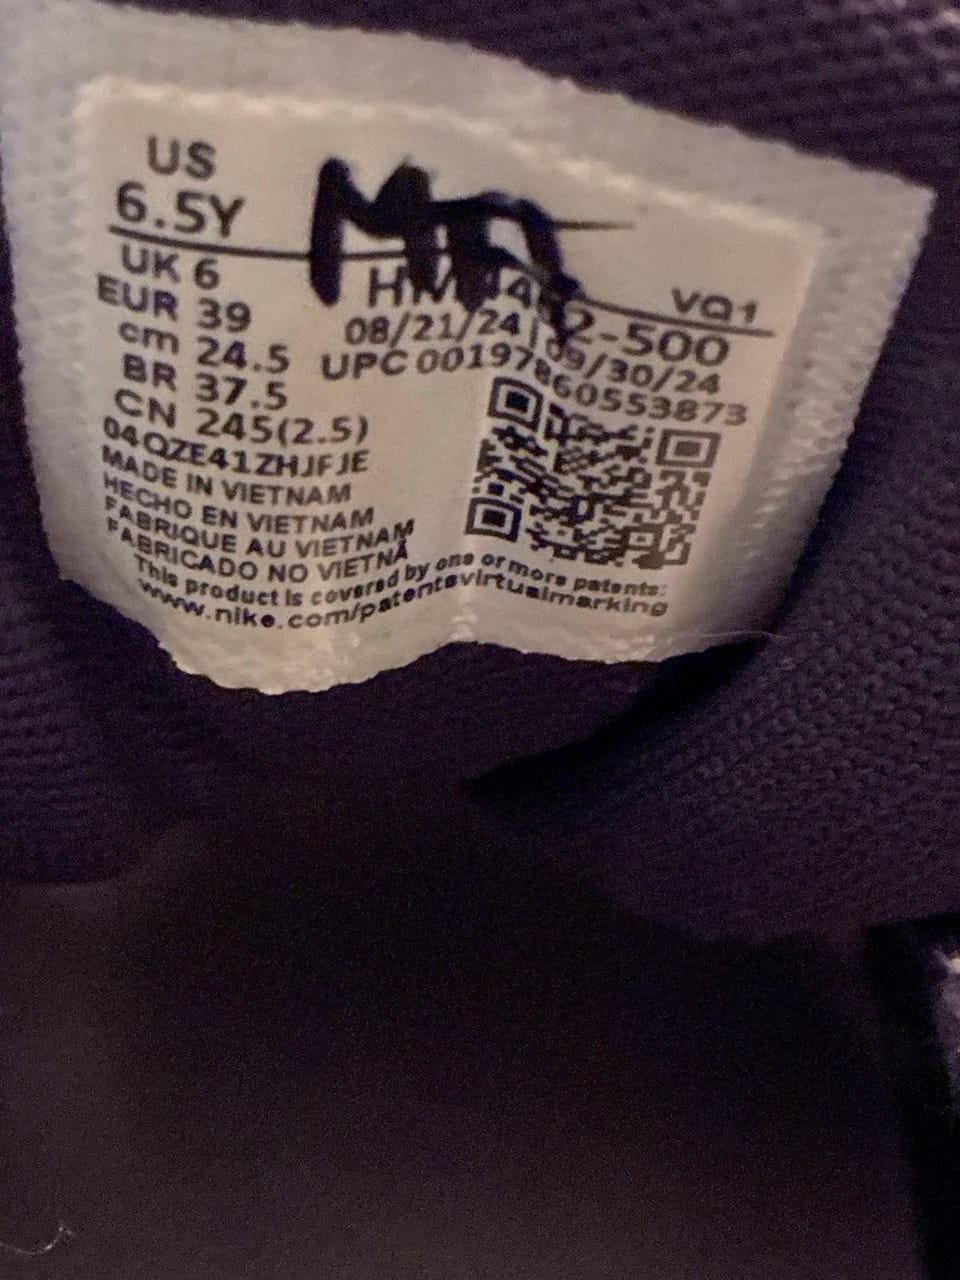 US
6.5Y
UK 6
EUR 39
cm 24.5
BR 37.5
CN 245(2.5)
04QZE41ZHJFJE
MADE IN VIETNAM
HECHO EN VIETNAM
FABRIQUE AU VIETNAM
FABRICADO NO VIETNÃ
This product is covered by one or more patents:
www.nike.com/patentsvirtualmarking
VQ1
08/21/24 | 09/30/24
UPC 00197860553873